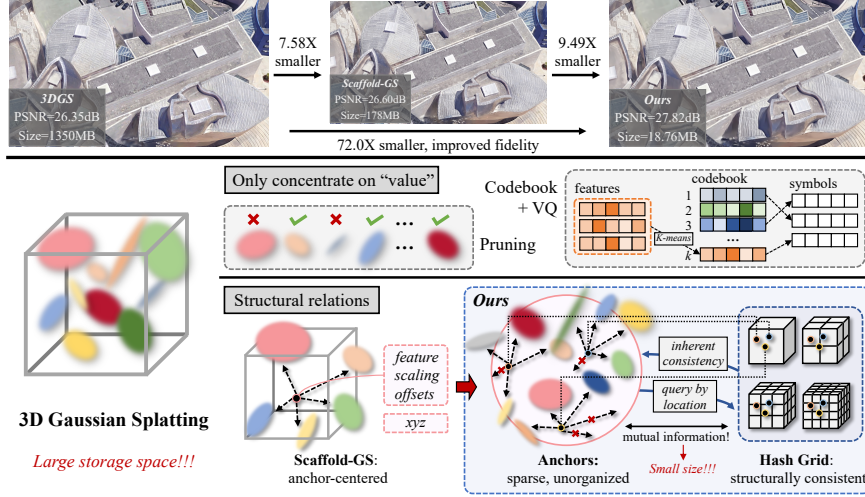 3DGS
PSNR=26.35dB
Size=1350MB
7.58X
smaller
Scaffold-GS
PSNR=26.60dB
Size=178MB
9.49X
smaller
Ours
PSNR=27.82dB
Size=18.76MB
72.0X smaller, improved fidelity
3D Gaussian Splatting
Large storage space!!!
Only concentrate on “value”
...
...
Codebook
+ VQ
Pruning
features
K-means
codebook
1
2
3
...
k
symbols
...
Structural relations
feature
scaling
offsets
xyz
Scaffold-GS:
anchor-centered
Ours
inherent
consistency
query by
location
mutual information!
Small size!!!
Anchors:
sparse, unorganized
Hash Grid:
structurally consistent